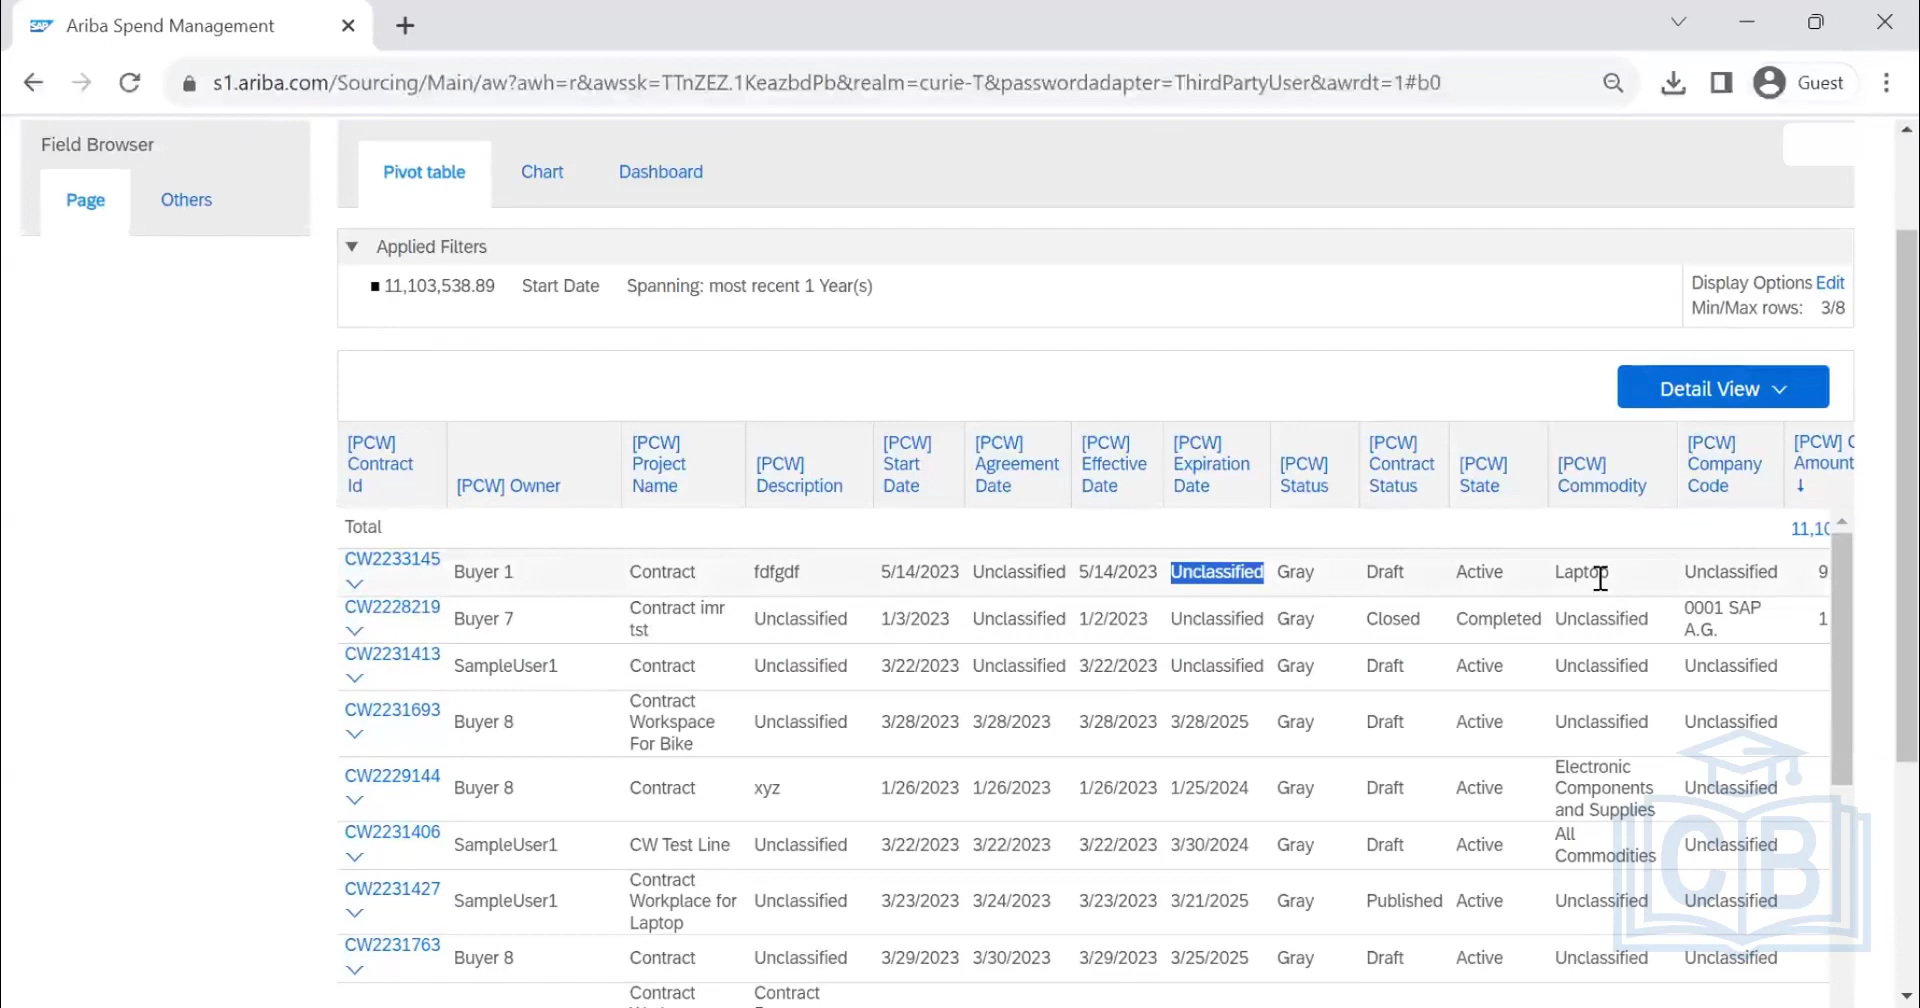 SAP Ariba Spend Management
s1.ariba.com/Sourcing/Main/aw?awh=r&awssk=TTnZEZ.1KeazbdPb&realm=curie-T&passwordadapter=ThirdPartyUser&awrdt=1#b0 Guest
Field Browser
Page Others
Pivot table Chart Dashboard
Applied Filters
11,103,538.89 Start Date Spanning: most recent 1 Year(s)
Display Options Edit
Min/Max rows: 3/8
Detail View
[PCW] Contract Id [PCW] Owner [PCW] Project Name [PCW] Description [PCW] Start Date [PCW] Agreement Date [PCW] Effective Date [PCW] Expiration Date [PCW] Status [PCW] Contract Status [PCW] State [PCW] Commodity [PCW] Company Code [PCW] C Amount ↓
Total 11,10
CW2233145 Buyer 1 Contract fdfgdf 5/14/2023 Unclassified 5/14/2023 Unclassified Gray Draft Active Laptop Unclassified 9
CW2228219 Buyer 7 Contract imr tst Unclassified 1/3/2023 Unclassified 1/2/2023 Unclassified Gray Closed Completed Unclassified 0001 SAP A.G. 1
CW2231413 SampleUser1 Contract Unclassified 3/22/2023 Unclassified 3/22/2023 Unclassified Gray Draft Active Unclassified Unclassified
CW2231693 Buyer 8 Contract Workspace For Bike Unclassified 3/28/2023 3/28/2023 3/28/2023 3/28/2025 Gray Draft Active Unclassified Unclassified
CW2229144 Buyer 8 Contract xyz 1/26/2023 1/26/2023 1/26/2023 1/25/2024 Gray Draft Active Electronic Components and Supplies Unclassified
CW2231406 SampleUser1 CW Test Line Unclassified 3/22/2023 3/22/2023 3/22/2023 3/30/2024 Gray Draft Active All Commodities Unclassified
CW2231427 SampleUser1 Contract Workplace for Laptop Unclassified 3/23/2023 3/24/2023 3/23/2023 3/21/2025 Gray Published Active Unclassified Unclassified
CW2231763 Buyer 8 Contract Unclassified 3/29/2023 3/30/2023 3/29/2023 3/25/2025 Gray Draft Active Unclassified Unclassified
Contract Contract
CB